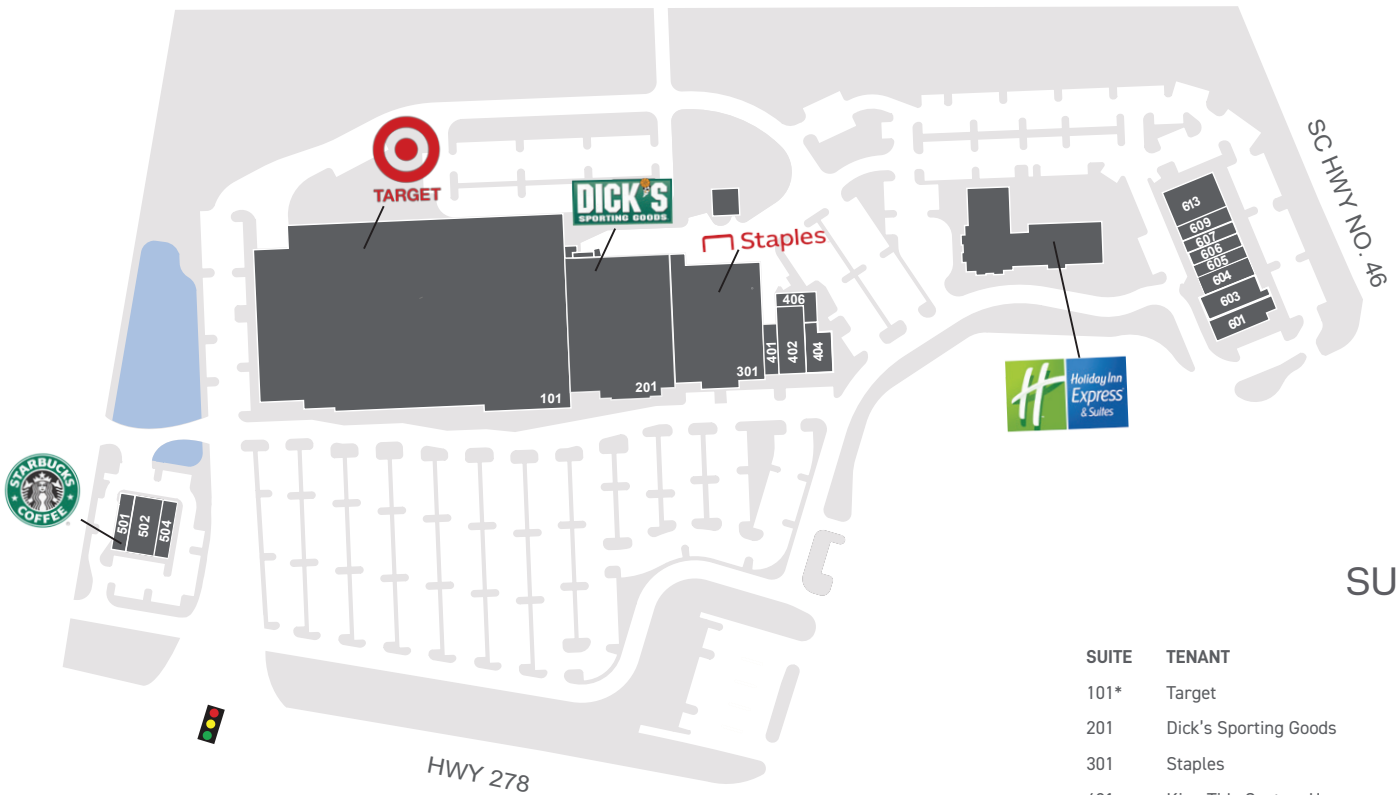 TARGET
DICK'S
SPORTING GOODS
Staples
SC HWY NO. 46
613
609
607
606
605
604
603
601
406
401
402
404
301
201
101
Holiday Inn
Express
& Suites
STARBUCKS
COFFEE
501
502
504
HWY 278
SU
SUITE TENANT
101* Target
201 Dick's Sporting Goods
301 Staples